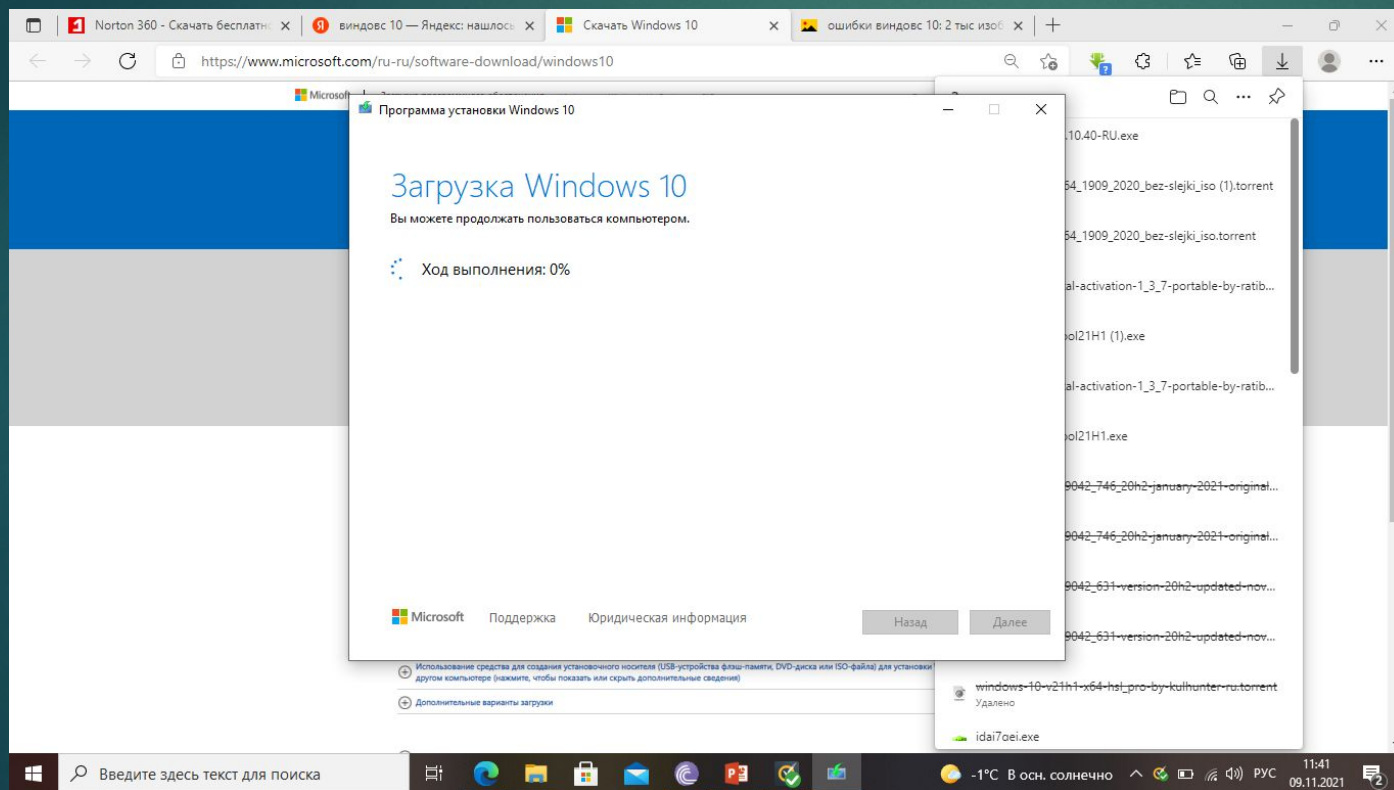 Norton 360 - Скачать бесплатн
виндовс 10 — Яндекс: нашлось
Скачать Windows 10
ошибки виндовс 10: 2 тыс изоб
https://www.microsoft.com/ru-ru/software-download/windows10
Microsoft
Программа установки Windows 10
Загрузка Windows 10
Вы можете продолжать пользоваться компьютером.
Ход выполнения: 0%
Microsoft Поддержка Юридическая информация
Назад Далее
.10.40-RU.exe
64_1909_2020_bez-slejki_iso (1).torrent
64_1909_2020_bez-slejki_iso.torrent
al-activation-1_3_7-portable-by-ratib...
ool21H1 (1).exe
al-activation-1_3_7-portable-by-ratib...
ool21H1.exe
9042_746_20h2-january-2021-original...
9042_746_20h2-january-2021-original...
9042_631-version-20h2-updated-nov...
9042_631-version-20h2-updated-nov...
windows-10-v21h1-x64-hsl_pro-by-kulhunter-ru.torrent
Удалено
idai7qei.exe
Использование средства для создания установочного носителя (USB-устройства флэш-памяти, DVD-диска или ISO-файла) для установки
другом компьютере (нажмите, чтобы показать или скрыть дополнительные сведения)
Дополнительные варианты загрузки
Введите здесь текст для поиска
-1°C В осн. солнечно
РУС
11:41
09.11.2021
2